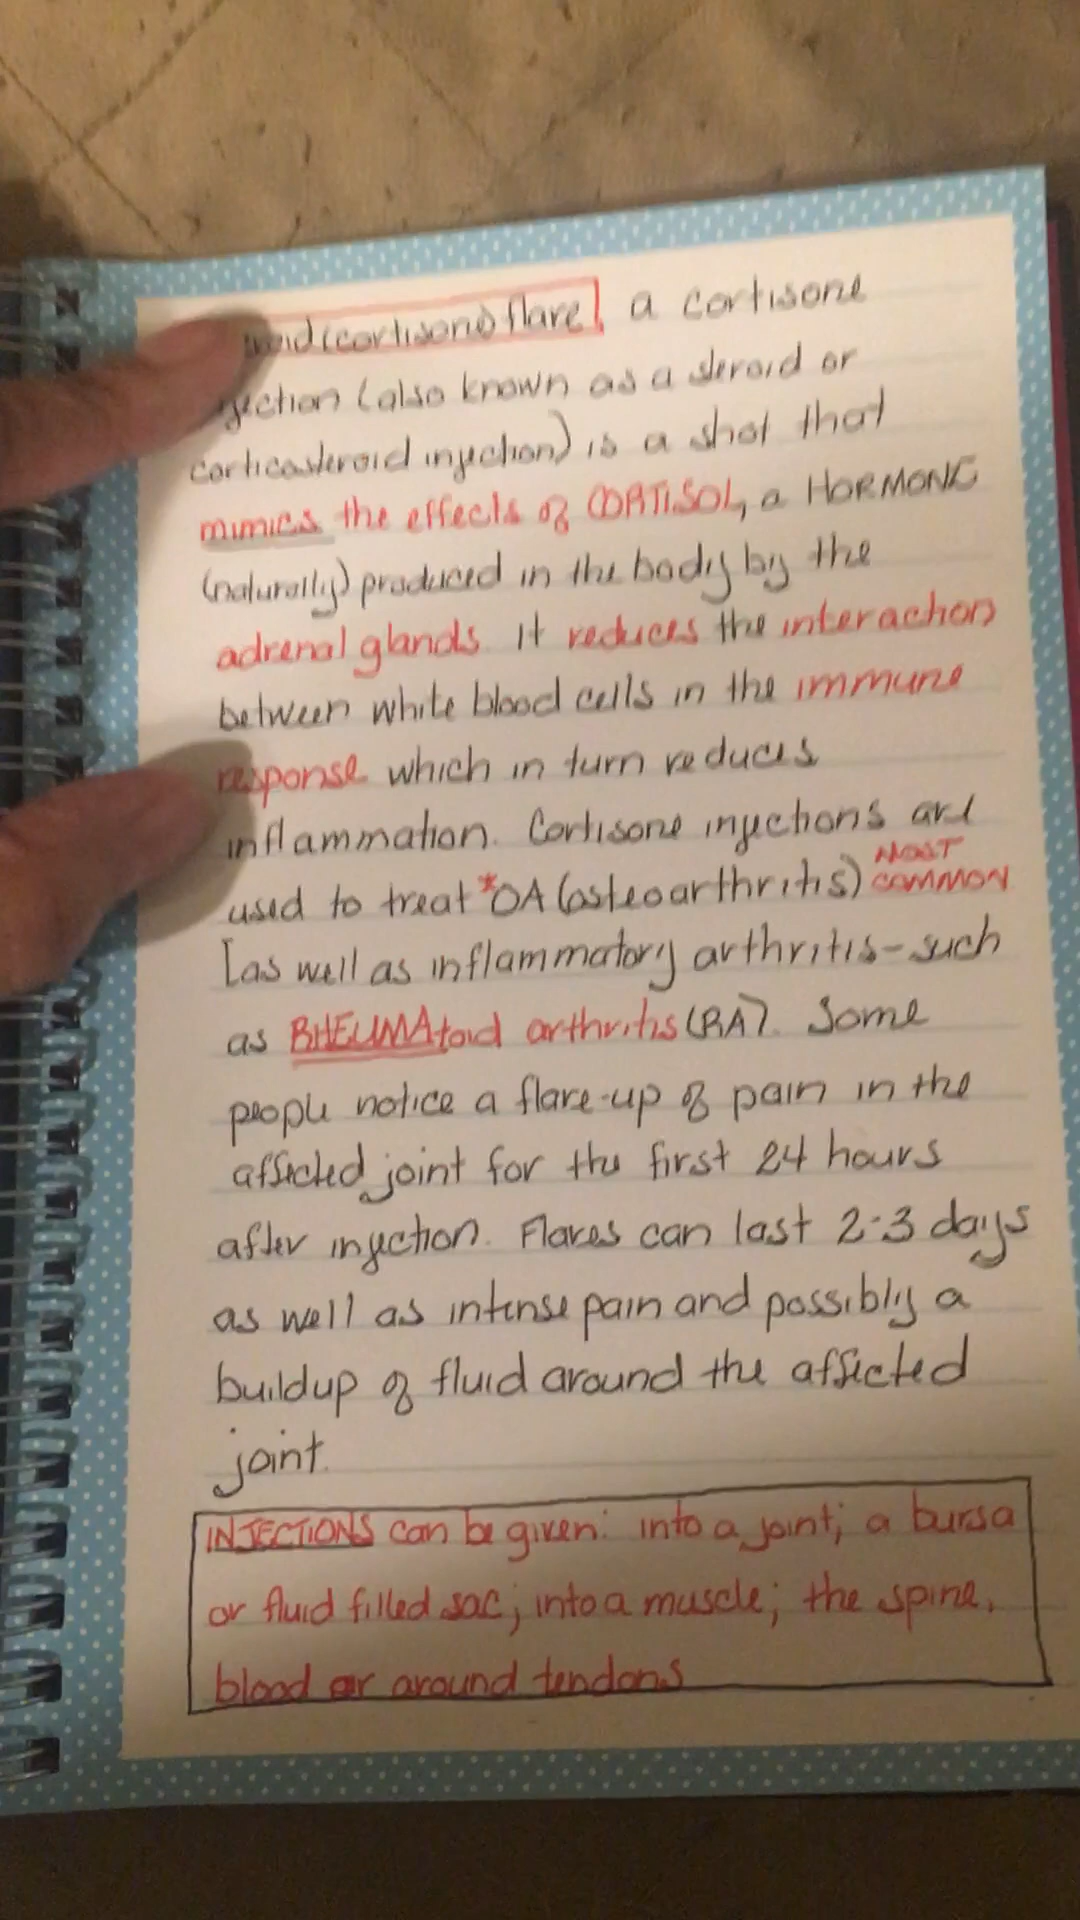 (cortisone) flare, a cortisone
(also known as a steroid or
corticosteroid injection) is a shot that
mimics the effects of CORTISOL, a HORMONE
(naturally) produced in the body by the
adrenal glands. It reduces the interaction
between white blood cells in the immune
response which in turn reduces
inflammation. Cortisone injections are
used to treat *OA (osteoarthritis) MOST COMMON
[as well as inflammatory arthritis-such
as RHEUMAtoid arthritis (RA)]. Some
people notice a flare-up of pain in the
affected joint for the first 24 hours
after injection. Flares can last 2-3 days
as well as intense pain and possibly a
buildup of fluid around the affected
joint.
INJECTIONS can be given: into a joint; a bursa
or fluid filled sac; into a muscle; the spine,
blood or around tendons